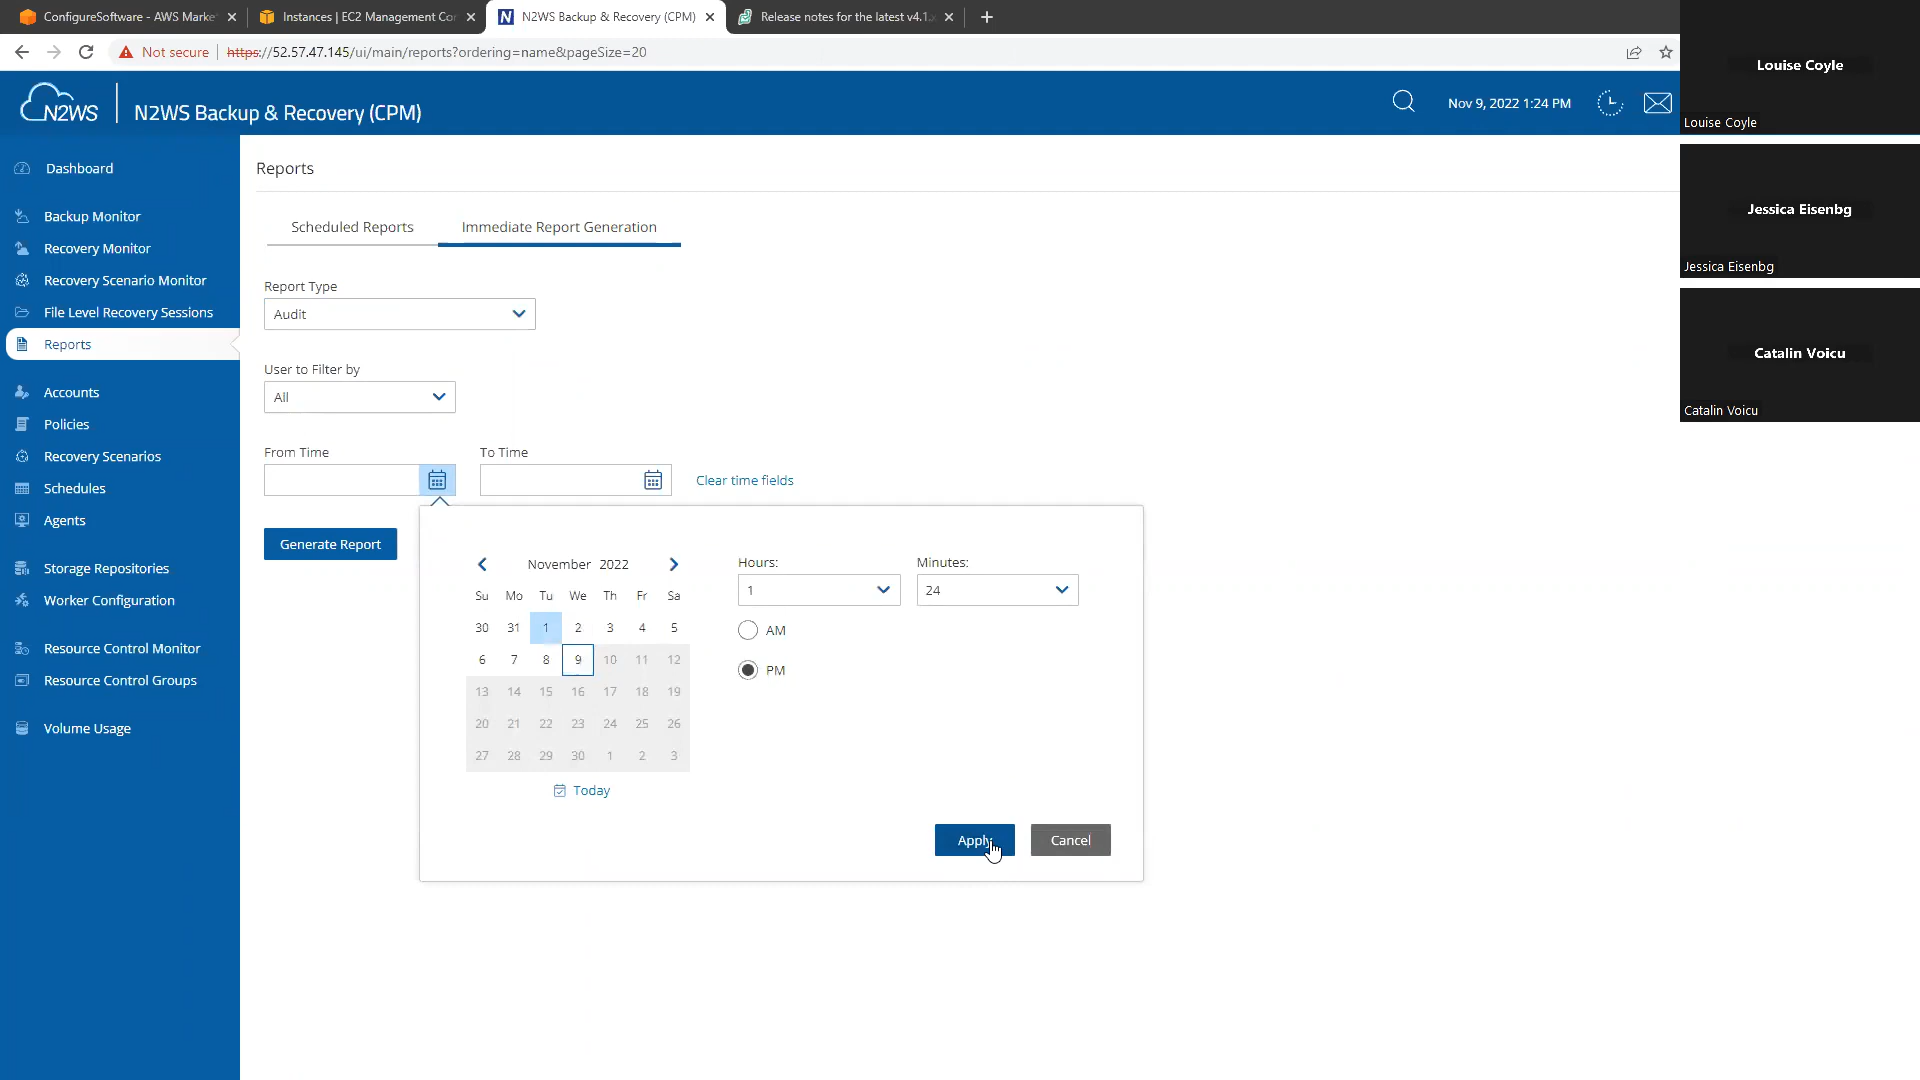 ConfigureSoftware - AWS Marke
Instances | EC2 Management Cor
N2WS Backup & Recovery (CPM)
Release notes for the latest v4.1.x
Not secure
https://52.57.47.145/ui/main/reports?ordering=name&pageSize=20
N2WS
N2WS Backup & Recovery (CPM)
Nov 9, 2022 1:24 PM
Louise Coyle
Louise Coyle
Jessica Eisenbg
Jessica Eisenbg
Catalin Voicu
Catalin Voicu
Dashboard
Backup Monitor
Recovery Monitor
Recovery Scenario Monitor
File Level Recovery Sessions
Reports
Accounts
Policies
Recovery Scenarios
Schedules
Agents
Storage Repositories
Worker Configuration
Resource Control Monitor
Resource Control Groups
Volume Usage
Reports
Scheduled Reports
Immediate Report Generation
Report Type
Audit
User to Filter by
All
From Time
To Time
Clear time fields
Generate Report
November 2022
Su Mo Tu We Th Fr Sa
30 31 1 2 3 4 5
6 7 8 9 10 11 12
13 14 15 16 17 18 19
20 21 22 23 24 25 26
27 28 29 30 1 2 3
Today
Hours:
Minutes:
1
24
AM
PM
Apply
Cancel